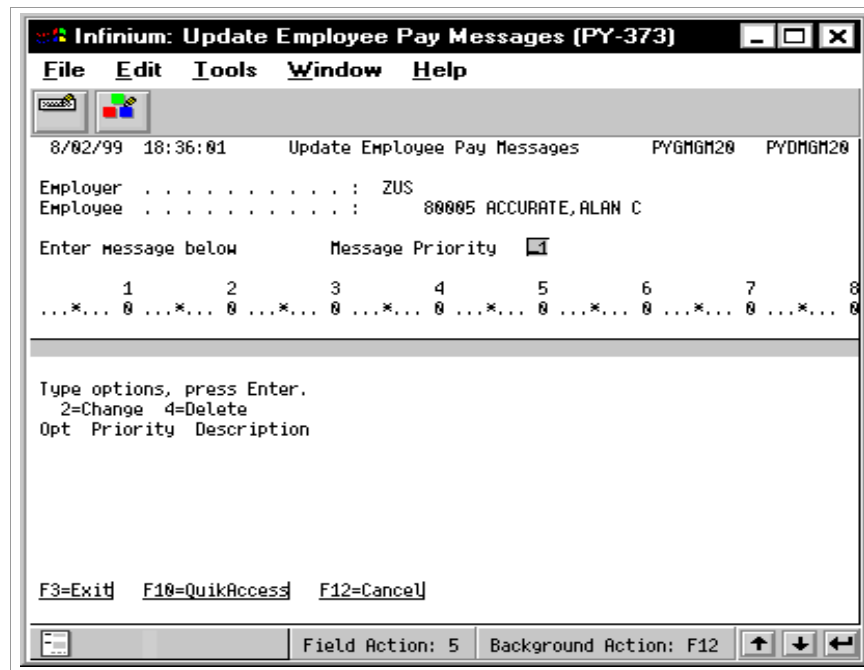 Infinium: Update Employee Pay Messages (PY-373)
File Edit Tools Window Help
8/02/99 18:36:01 Update Employee Pay Messages PYGMGM20 PYDMGM20
Employer . . . . . . . . . . . : ZUS
Employee . . . . . . . . . . . : 80005 ACCURATE,ALAN C
Enter message below Message Priority 1
1 2 3 4 5 6 7 8
...*... 0 ...*... 0 ...*... 0 ...*... 0 ...*... 0 ...*... 0 ...*... 0 ...*... 0
Type options, press Enter.
2=Change 4=Delete
Opt Priority Description
F3=Exit F10=QuikAccess F12=Cancel
Field Action: 5 Background Action: F12